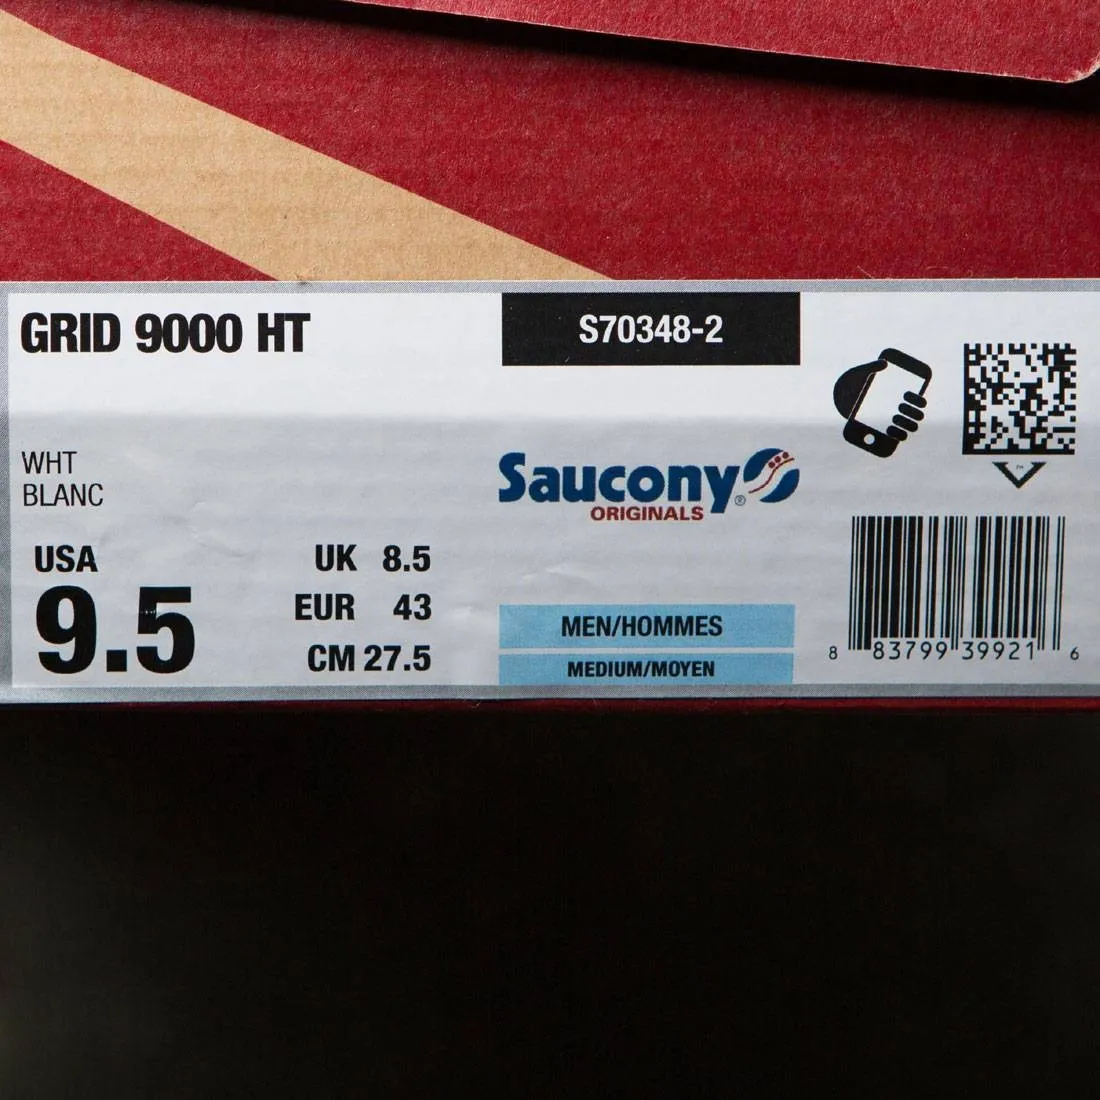 GRID 9000 HT
S70348-2
WHT
BLANC
Saucony®
ORIGINALS
USA
9.5
UK 8.5
EUR 43
CM 27.5
MEN/HOMMES
MEDIUM/MOYEN
8 83799 39921 6